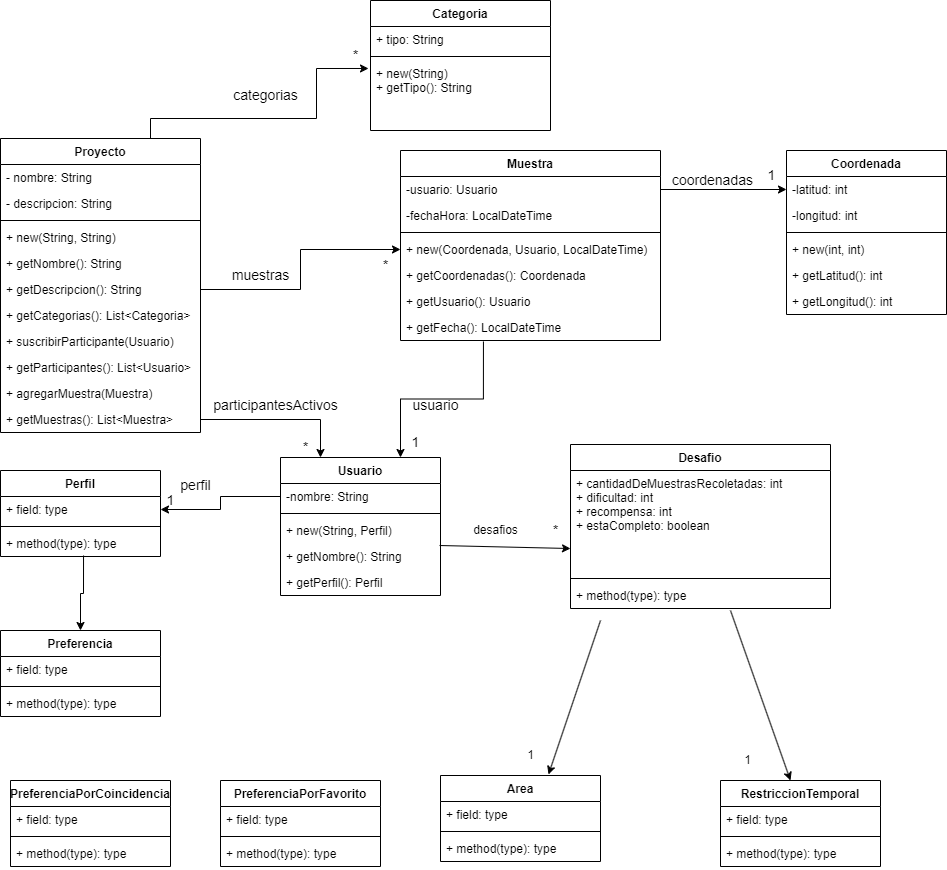 Categoria
+ tipo: String
+ new(String)
+ getTipo(): String
*
categorias
Proyecto
- nombre: String
- descripcion: String
+ new(String, String)
+ getNombre(): String
+ getDescripcion(): String
+ getCategorias(): List<Categoria>
+ suscribirParticipante(Usuario)
+ getParticipantes(): List<Usuario>
+ agregarMuestra(Muestra)
+ getMuestras(): List<Muestra>
muestras
*
Muestra
-usuario: Usuario
-fechaHora: LocalDateTime
+ new(Coordenada, Usuario, LocalDateTime)
+ getCoordenadas(): Coordenada
+ getUsuario(): Usuario
+ getFecha(): LocalDateTime
coordenadas
1
Coordenada
-latitud: int
-longitud: int
+ new(int, int)
+ getLatitud(): int
+ getLongitud(): int
participantesActivos
*
usuario
1
Usuario
-nombre: String
+ new(String, Perfil)
+ getNombre(): String
+ getPerfil(): Perfil
perfil
1
Perfil
+ field: type
+ method(type): type
desafios
*
Desafio
+ cantidadDeMuestrasRecoletadas: int
+ dificultad: int
+ recompensa: int
+ estaCompleto: boolean
+ method(type): type
Preferencia
+ field: type
+ method(type): type
1
1
PreferenciaPorCoincidencia
+ field: type
+ method(type): type
PreferenciaPorFavorito
+ field: type
+ method(type): type
Area
+ field: type
+ method(type): type
RestriccionTemporal
+ field: type
+ method(type): type